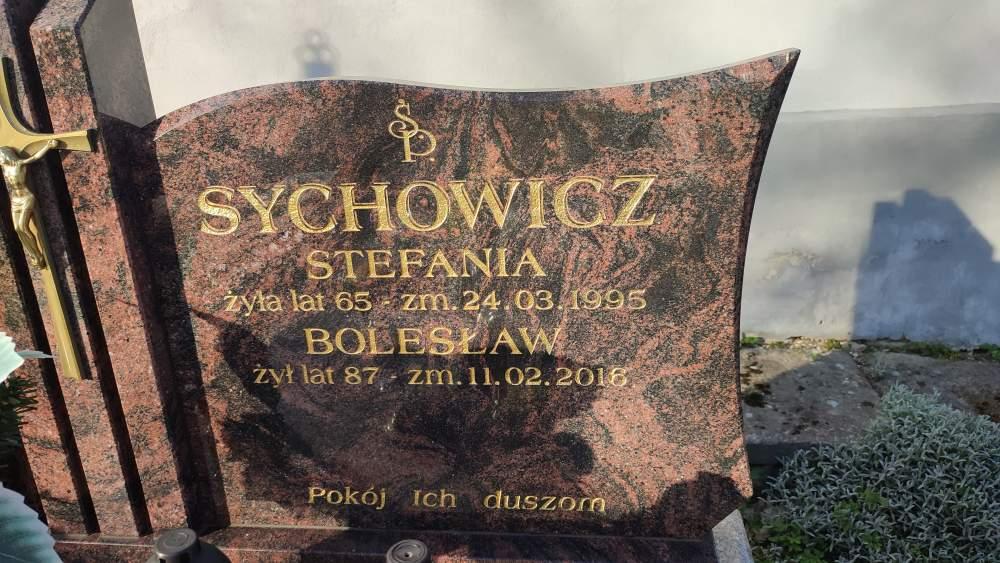 Ś.P.
SYCHOWICZ
STEFANIA
żyła lat 65 - zm. 24.03.1995
BOLESŁAW
żył lat 87 - zm. 11.02.2016
Pokój Ich duszom